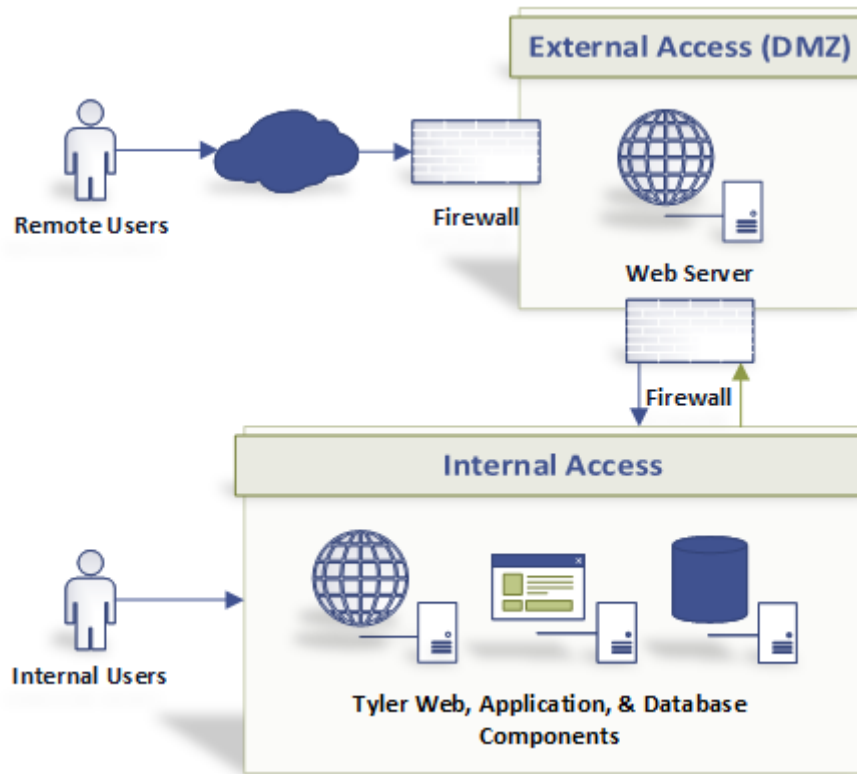 External Access (DMZ)
Remote Users
Firewall
Web Server
Firewall
Internal Access
Internal Users
Tyler Web, Application, & Database
Components